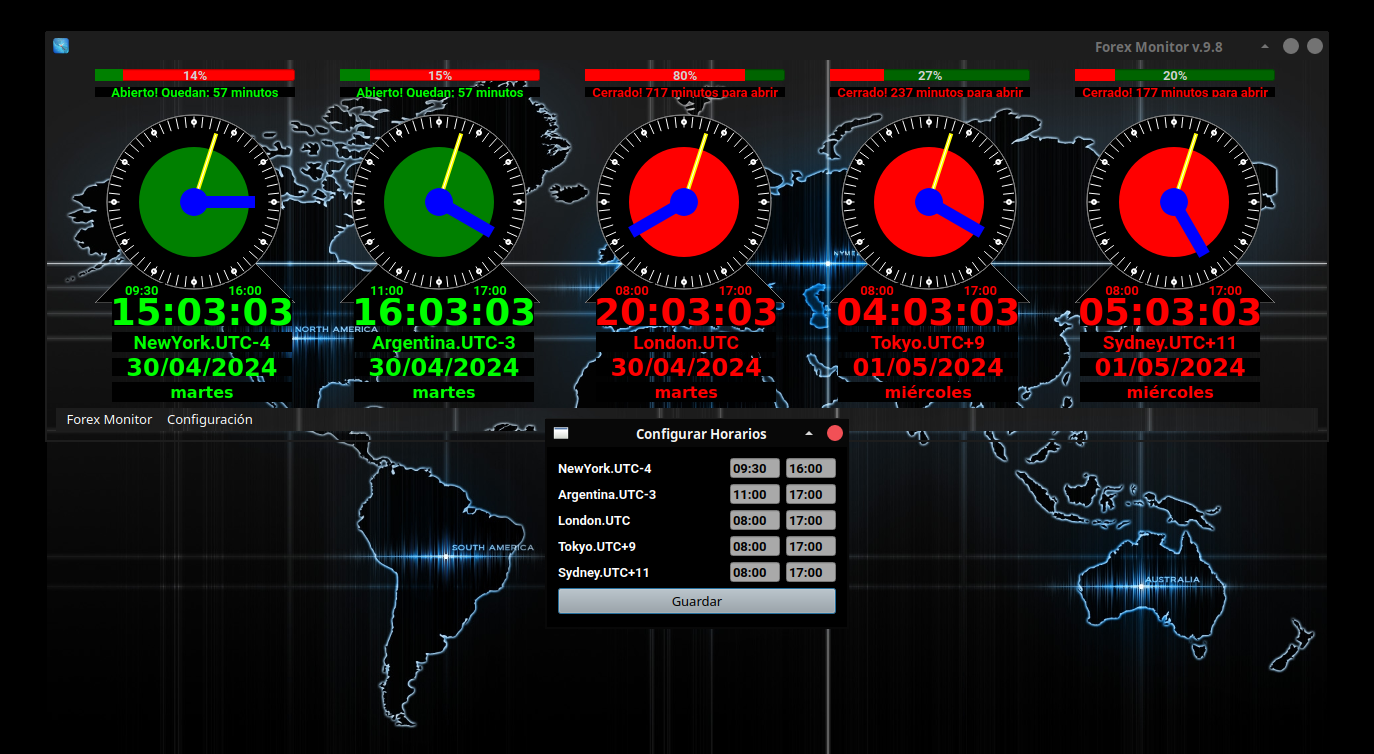 Forex Monitor v.9.8
14%
15%
80%
27%
20%
Abierto! Quedan: 57 minutos
Abierto! Quedan: 57 minutos
Cerrado! 717 minutos para abrir
Cerrado! 237 minutos para abrir
Cerrado! 177 minutos para abrir
09:30 16:00
11:00 17:00
08:00 17:00
08:00 17:00
08:00 17:00
15:03:03
16:03:03
20:03:03
04:03:03
05:03:03
NORTH AMERICA
NewYork.UTC-4
Argentina.UTC-3
London.UTC
Tokyo.UTC+9
Sydney.UTC+11
30/04/2024
30/04/2024
30/04/2024
01/05/2024
01/05/2024
martes
martes
martes
miércoles
miércoles
Forex Monitor Configuración
Configurar Horarios
NewYork.UTC-4 09:30 16:00
Argentina.UTC-3 11:00 17:00
London.UTC 08:00 17:00
Tokyo.UTC+9 08:00 17:00
Sydney.UTC+11 08:00 17:00
Guardar
SOUTH AMERICA
AUSTRALIA